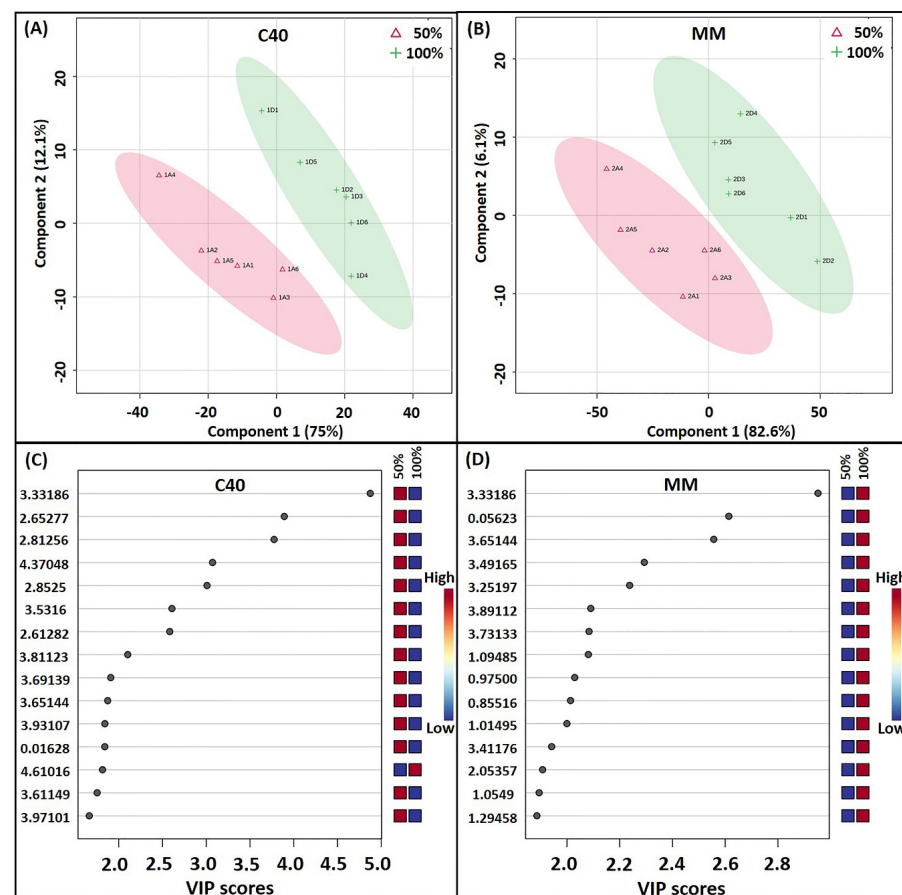 (A)
C40
50%
100%
20
10
0
-10
-20
Component 2 (12.1%)
1D1
1D5
1D2
1D3
1D6
1D4
1A4
1A2
1A5
1A1
1A6
1A3
-40
-20
0
20
40
Component 1 (75%)
(B)
MM
50%
100%
20
10
0
-10
-20
Component 2 (6.1%)
2D4
2D5
2D3
2D6
2D1
2D2
2A4
2A5
2A2
2A6
2A3
2A1
-50
0
50
Component 1 (82.6%)
(C)
C40
50%
100%
3.33186
2.65277
2.81256
4.37048
2.8525
3.5316
2.61282
3.81123
3.69139
3.65144
3.93107
0.01628
4.61016
3.61149
3.97101
High
Low
2.0 2.5 3.0 3.5 4.0 4.5 5.0
VIP scores
(D)
MM
50%
100%
3.33186
0.05623
3.65144
3.49165
3.25197
3.89112
3.73133
1.09485
0.97500
0.85516
1.01495
3.41176
2.05357
1.0549
1.29458
High
Low
2.0 2.2 2.4 2.6 2.8
VIP scores